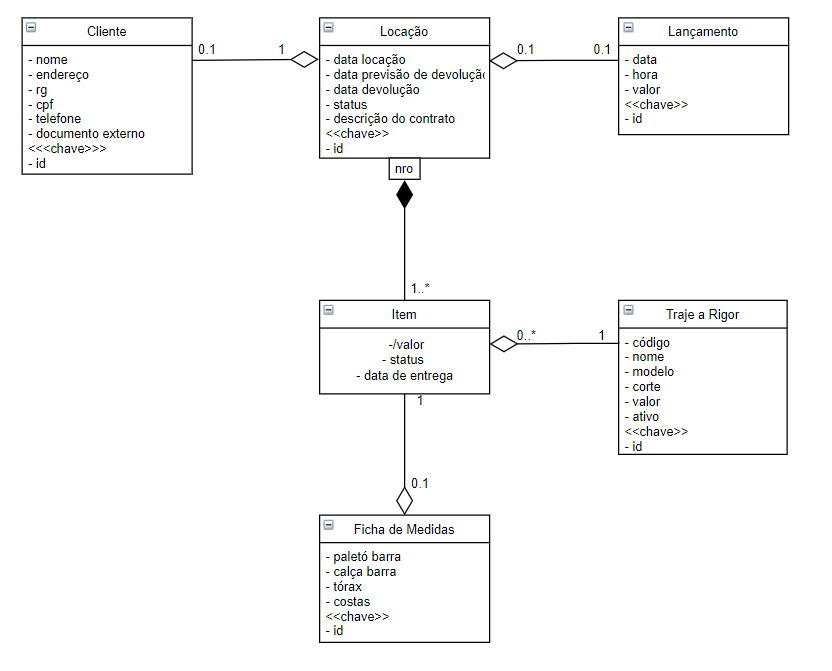 Cliente
- nome
- endereço
- rg
- cpf
- telefone
- documento externo
<<<chave>>>
- id
0.1
1
Locação
- data locação
- data previsão de devolução
- data devolução
- status
- descrição do contrato
<<chave>>
- id
nro
0.1
0.1
Lançamento
- data
- hora
- valor
<<chave>>
- id
1..*
Item
-/valor
- status
- data de entrega
0..*
1
Traje a Rigor
- código
- nome
- modelo
- corte
- valor
- ativo
<<chave>>
- id
1
0.1
Ficha de Medidas
- paletó barra
- calça barra
- tórax
- costas
<<chave>>
- id